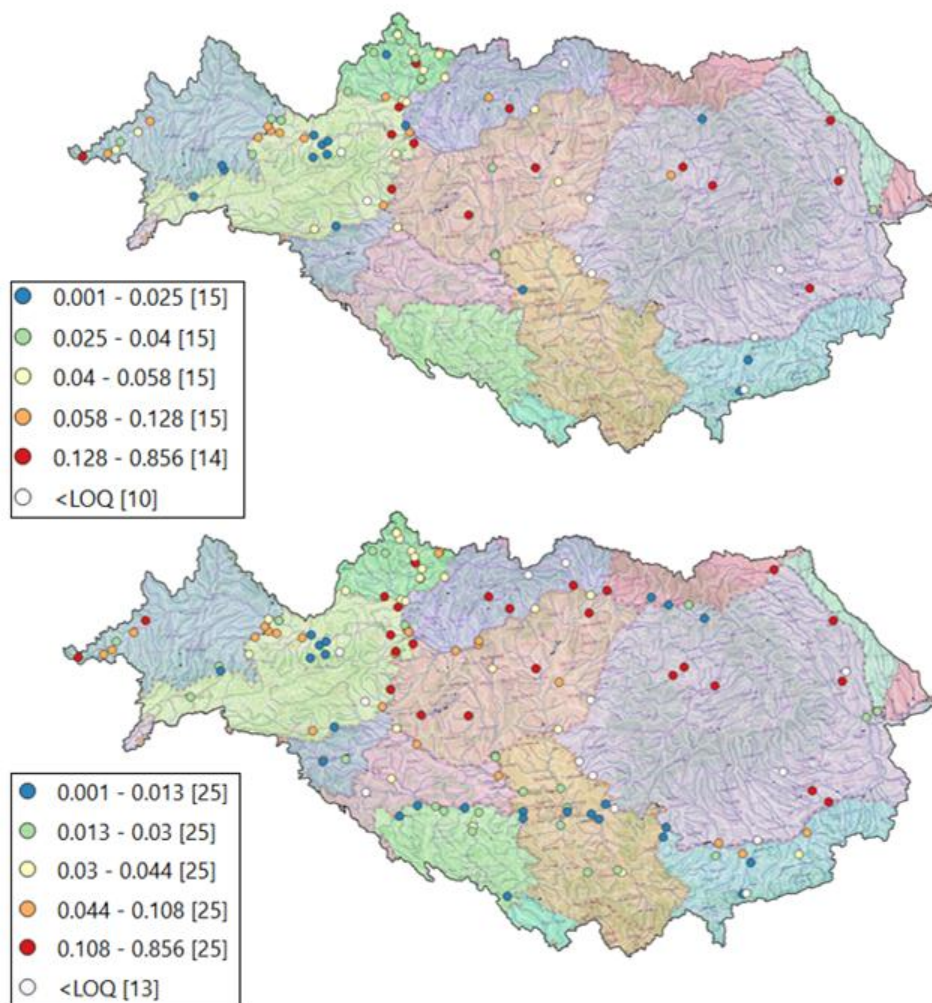 0.001 - 0.025 [15]
0.025 - 0.04 [15]
0.04 - 0.058 [15]
0.058 - 0.128 [15]
0.128 - 0.856 [14]
<LOQ [10]
0.001 - 0.013 [25]
0.013 - 0.03 [25]
0.03 - 0.044 [25]
0.044 - 0.108 [25]
0.108 - 0.856 [25]
<LOQ [13]